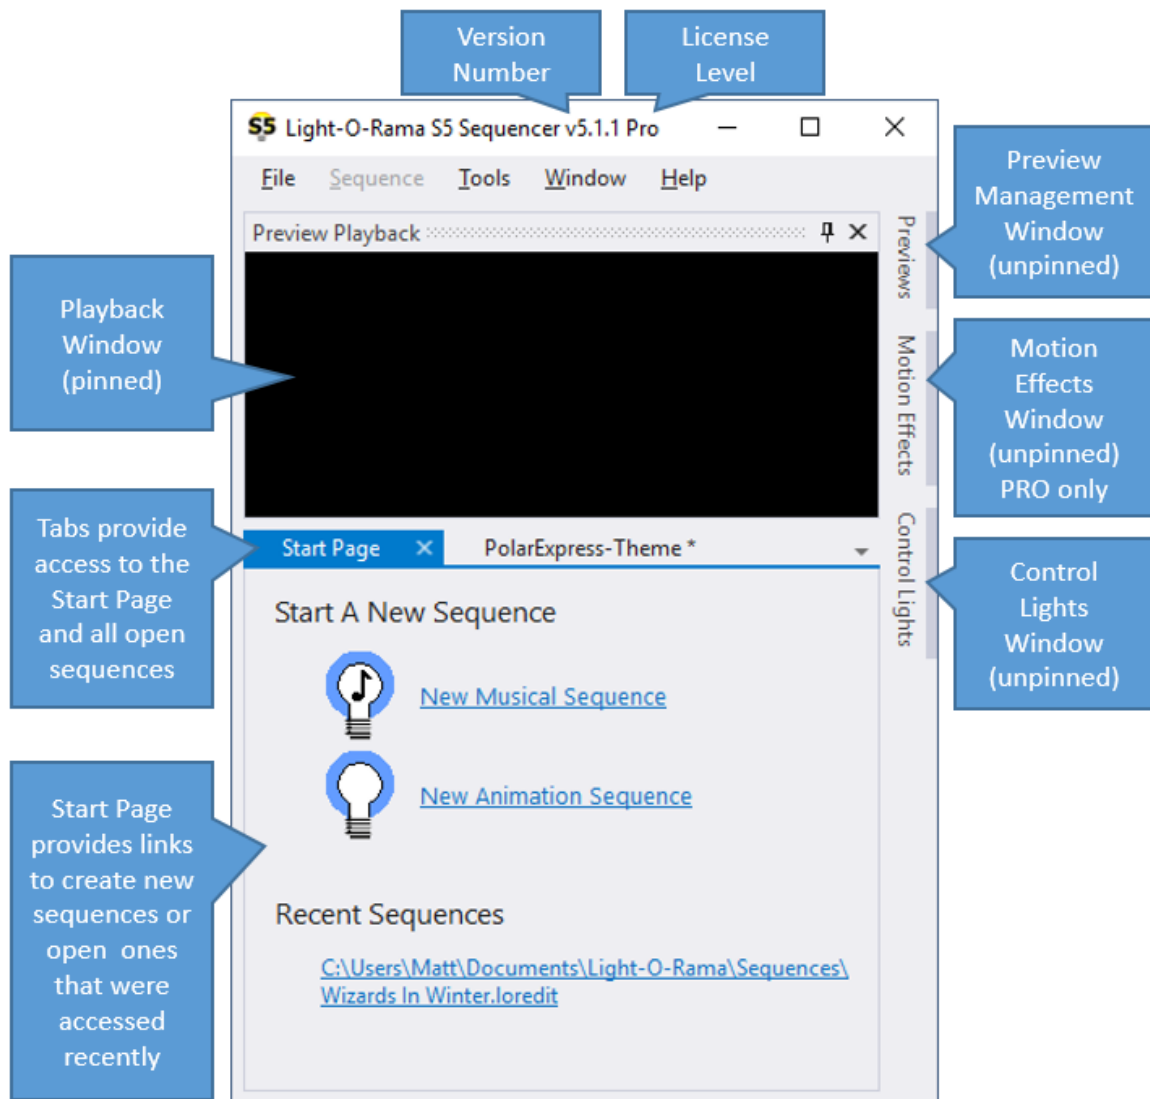 Version
Number
License
Level
S5 Light-O-Rama S5 Sequencer v5.1.1 Pro
File Sequence Tools Window Help
Preview Playback
Previews
Motion Effects
Control Lights
Preview
Management
Window
(unpinned)
Playback
Window
(pinned)
Motion
Effects
Window
(unpinned)
PRO only
Tabs provide
access to the
Start Page
and all open
sequences
Start Page PolarExpress-Theme *
Control
Lights
Window
(unpinned)
Start A New Sequence
New Musical Sequence
New Animation Sequence
Start Page
provides links
to create new
sequences or
open ones
that were
accessed
recently
Recent Sequences
C:\Users\Matt\Documents\Light-O-Rama\Sequences\
Wizards In Winter.loredit